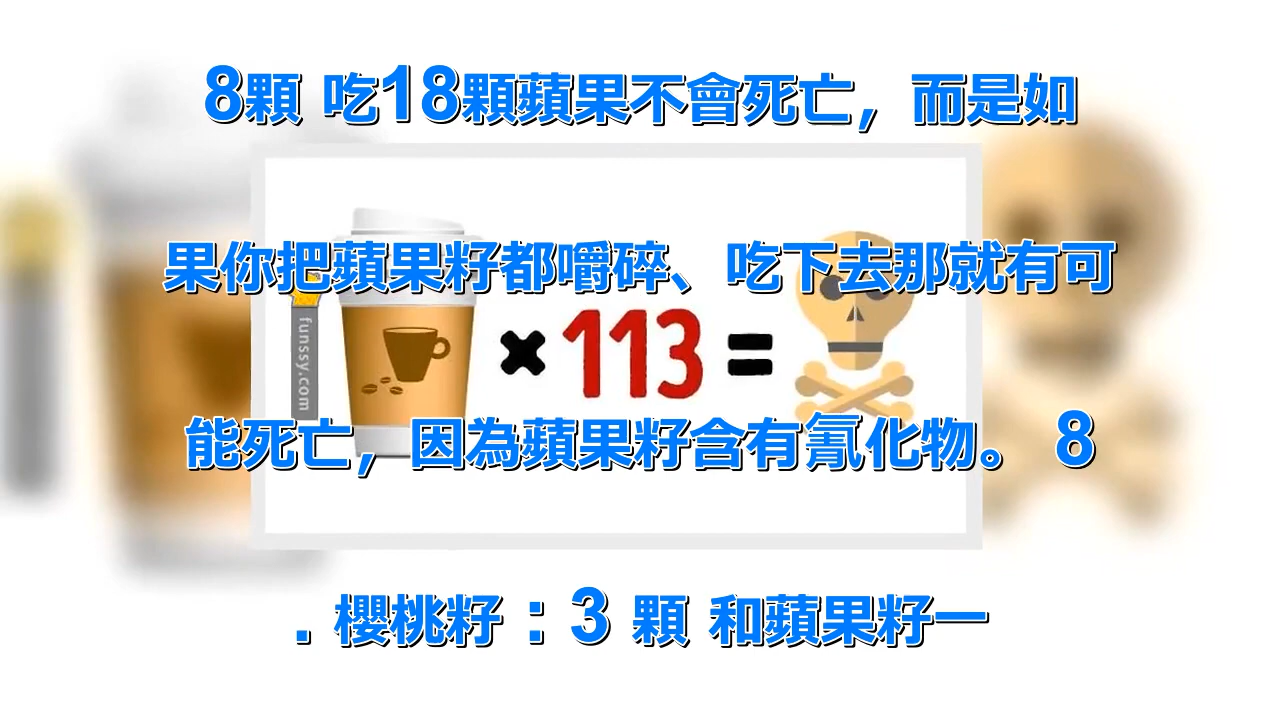 8顆 吃18顆蘋果不會死亡，而是如
果你把蘋果籽都嚼碎、吃下去那就有可
funssy.com
×113=
能死亡，因為蘋果籽含有氰化物。 8
. 櫻桃籽：3 顆 和蘋果籽一